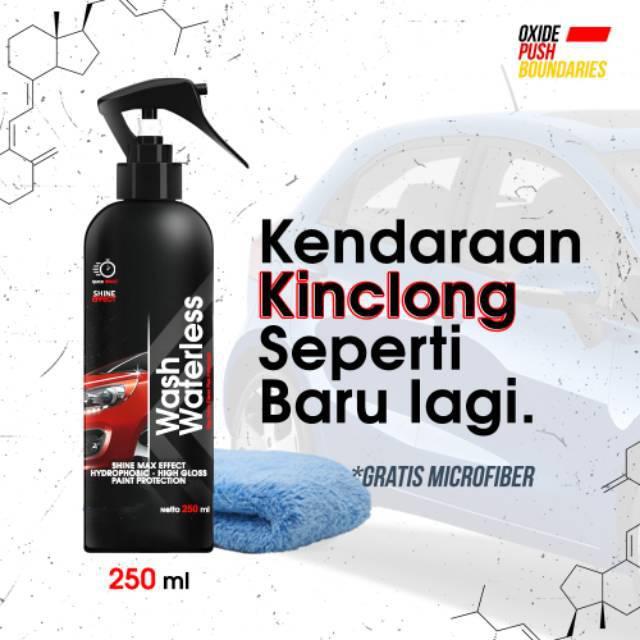 OXIDE
PUSH
BOUNDARIES
Kendaraan
Kinclong
Seperti
Baru lagi.
*GRATIS MICROFIBER
SHINE
EFFECT
Wash
Waterless
SHINE MAX EFFECT
HYDROPHOBIC - HIGH GLOSS
PAINT PROTECTION
Netto 250 ml
250 ml